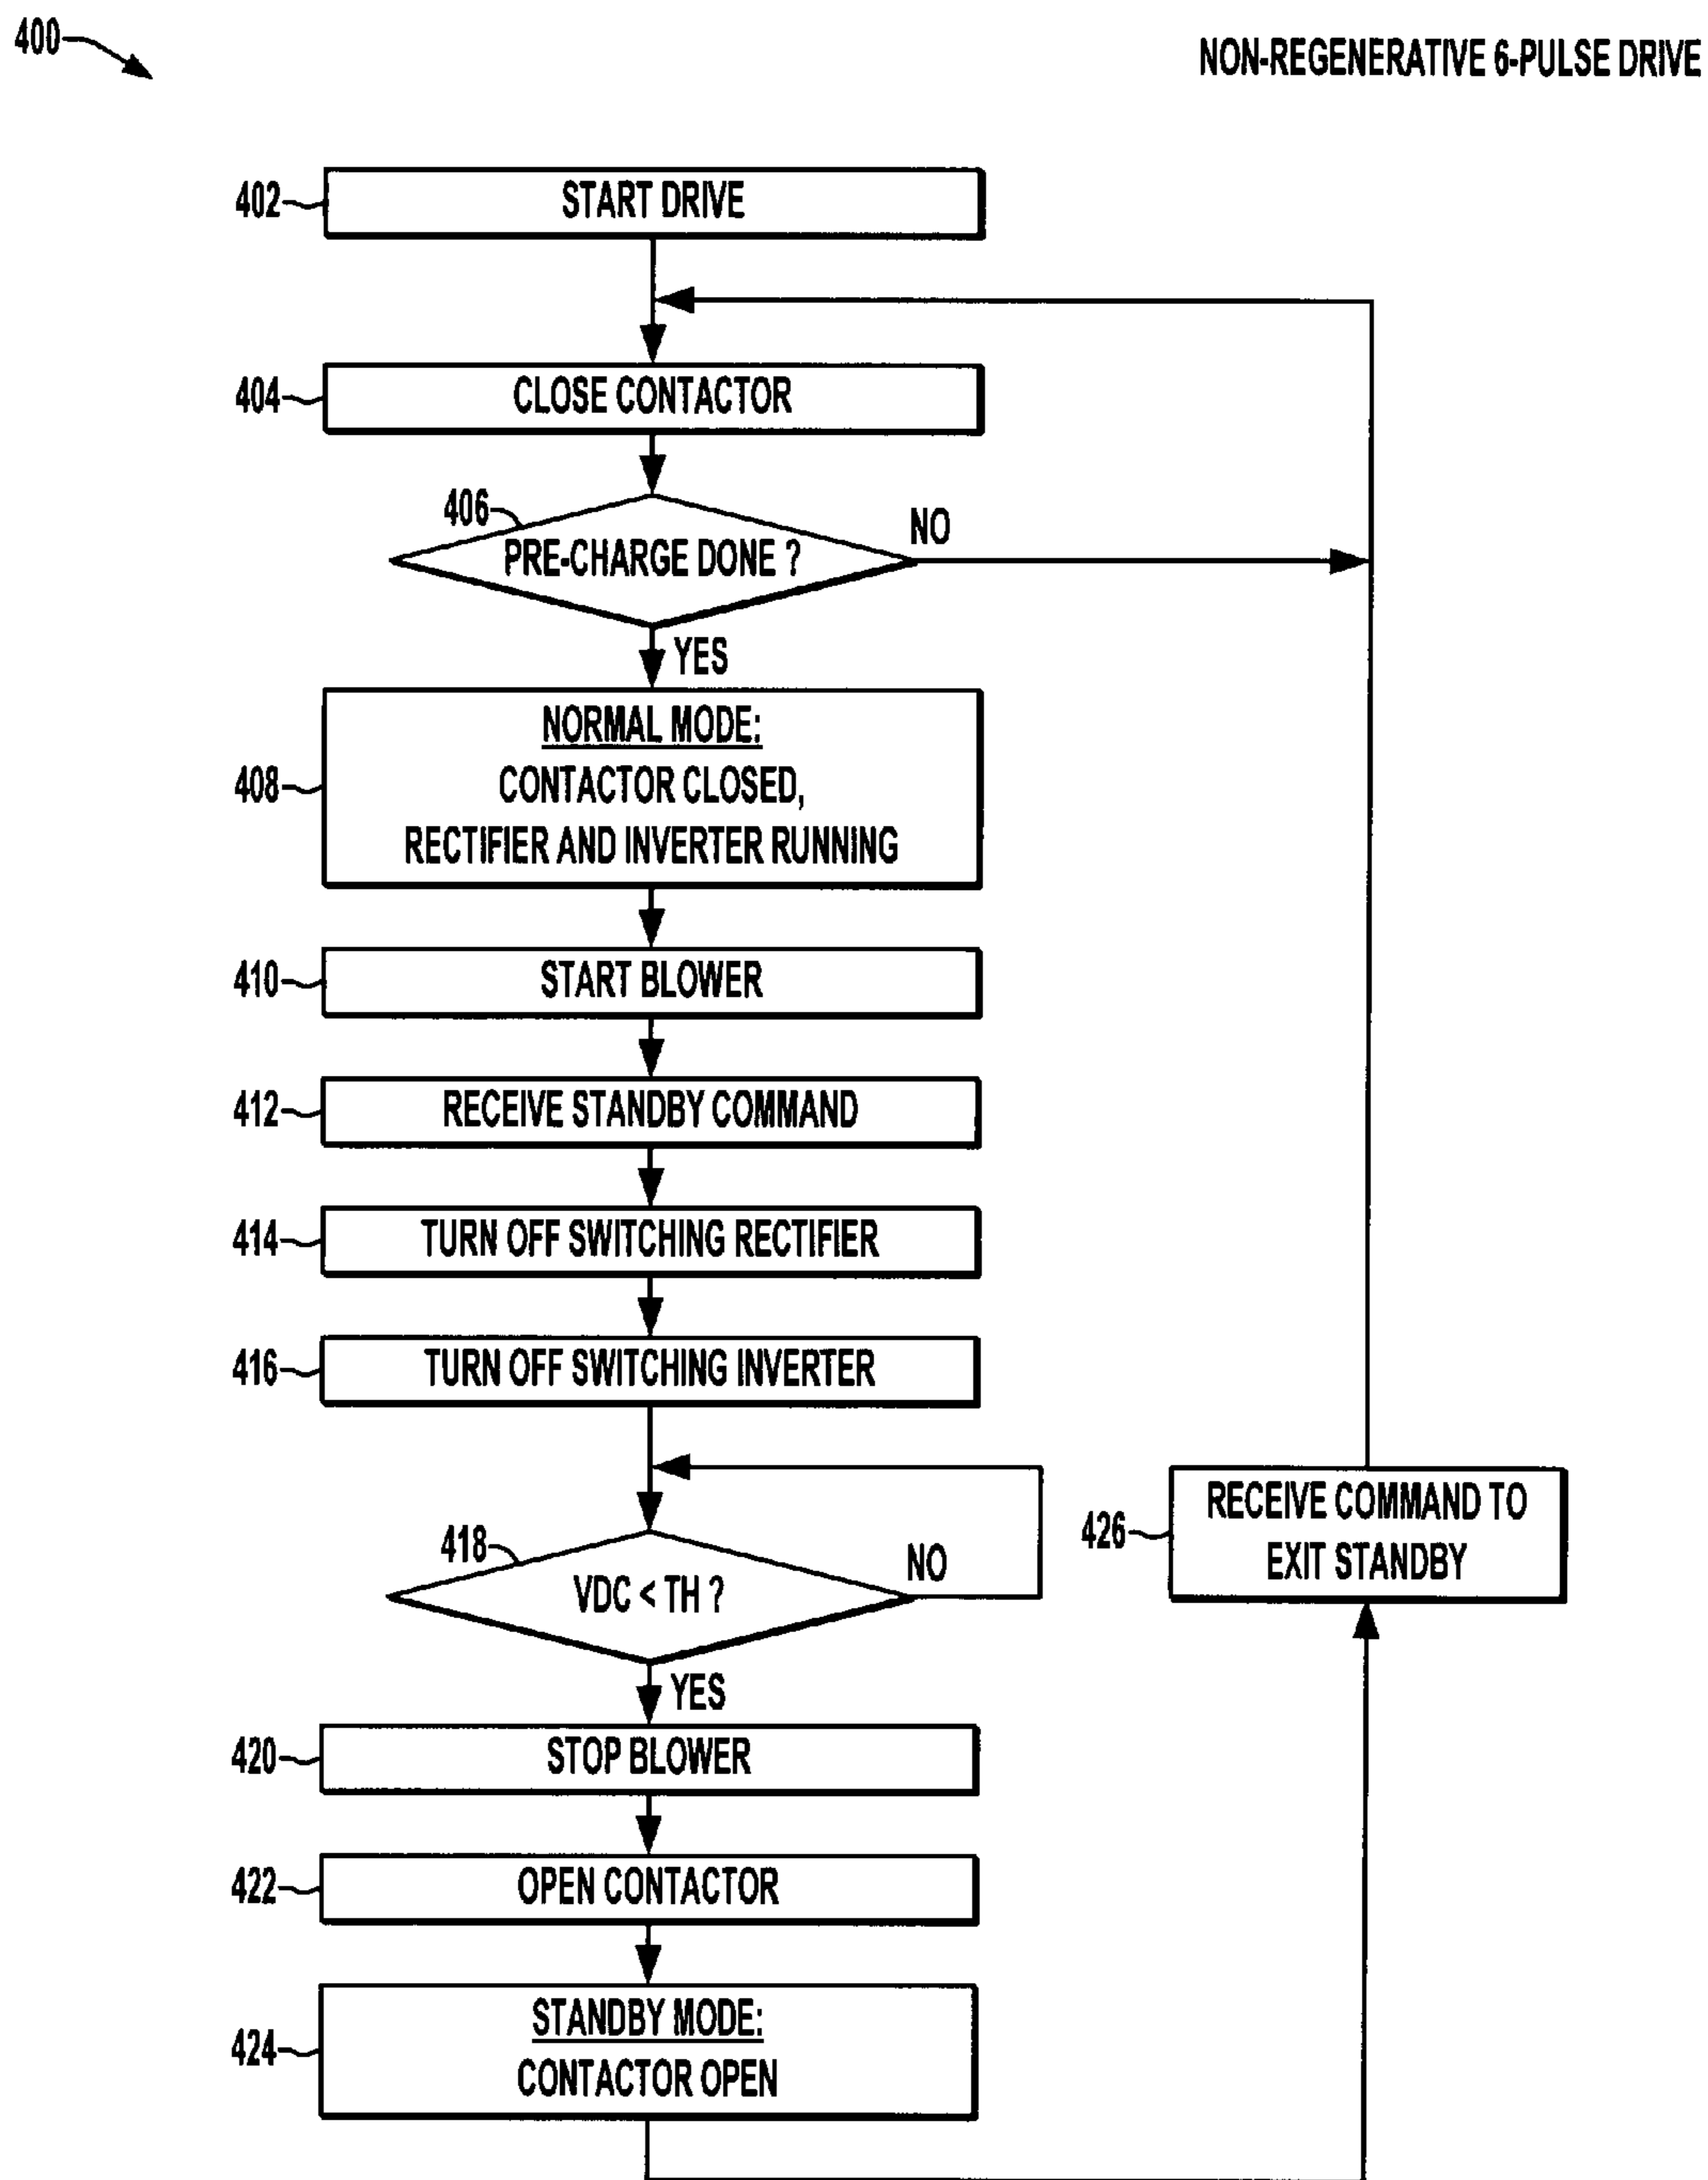 400
NON-REGENERATIVE 6-PULSE DRIVE
402
START DRIVE
404
CLOSE CONTACTOR
406
PRE-CHARGE DONE ?
NO
YES
408
NORMAL MODE:
CONTACTOR CLOSED,
RECTIFIER AND INVERTER RUNNING
410
START BLOWER
412
RECEIVE STANDBY COMMAND
414
TURN OFF SWITCHING RECTIFIER
416
TURN OFF SWITCHING INVERTER
418
VDC < TH ?
NO
YES
426
RECEIVE COMMAND TO
EXIT STANDBY
420
STOP BLOWER
422
OPEN CONTACTOR
424
STANDBY MODE:
CONTACTOR OPEN